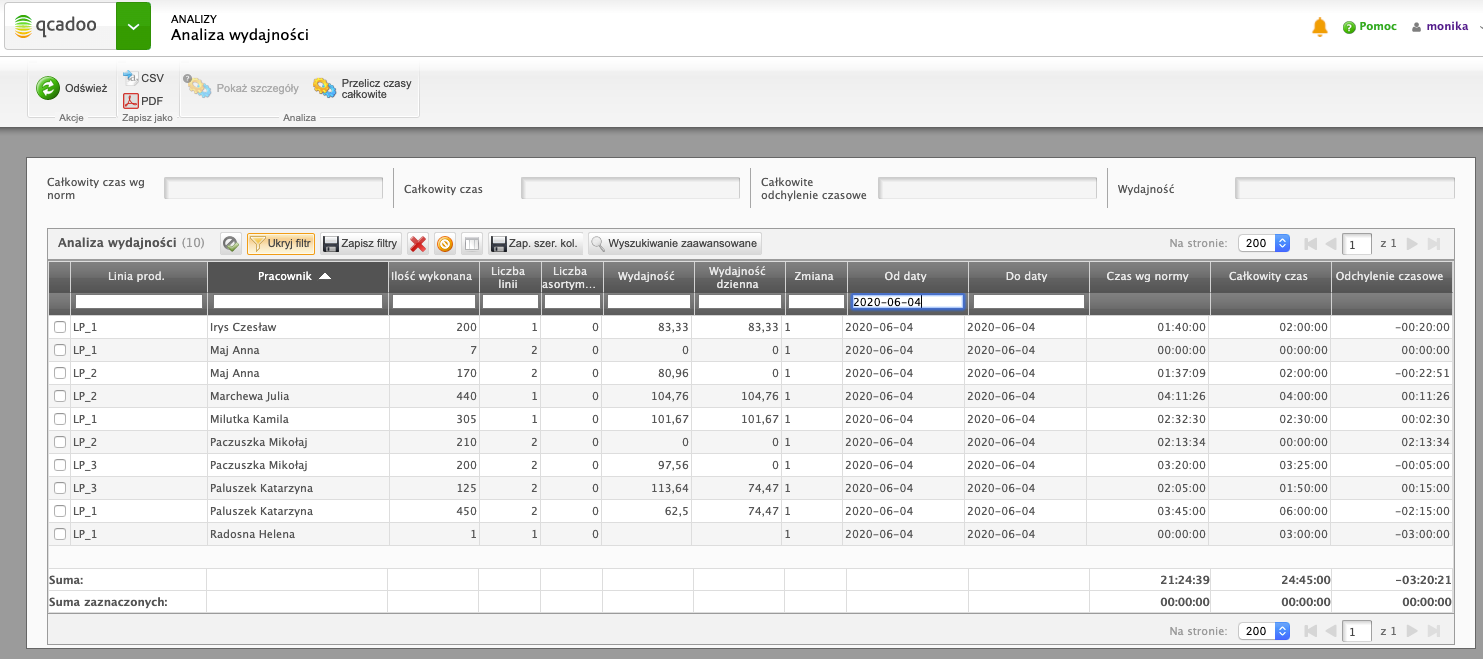 qcadoo
ANALIZY
Analiza wydajności
Pomoc
monika
Odśwież
CSV
PDF
Pokaż szczegóły
Przelicz czasy
całkowite
Akcje
Zapisz jako
Analiza
Całkowity czas wg
norm
Całkowity czas
Całkowite
odchylenie czasowe
Wydajność
Analiza wydajności (10) Ukryj filtr Zapisz filtry Zap. szer. kol. Wyszukiwanie zaawansowane Na stronie: 200 1 z 1
Linia prod. Pracownik Ilość wykonana Liczba linii Liczba asortym... Wydajność Wydajność dzienna Zmiana Od daty Do daty Czas wg normy Całkowity czas Odchylenie czasowe
2020-06-04
LP_1 Irys Czesław 200 1 0 83,33 83,33 1 2020-06-04 2020-06-04 01:40:00 02:00:00 -00:20:00
LP_1 Maj Anna 7 2 0 0 0 1 2020-06-04 2020-06-04 00:00:00 00:00:00 00:00:00
LP_2 Maj Anna 170 2 0 80,96 0 1 2020-06-04 2020-06-04 01:37:09 02:00:00 -00:22:51
LP_2 Marchewa Julia 440 1 0 104,76 104,76 1 2020-06-04 2020-06-04 04:11:26 04:00:00 00:11:26
LP_1 Milutka Kamila 305 1 0 101,67 101,67 1 2020-06-04 2020-06-04 02:32:30 02:30:00 00:02:30
LP_2 Paczuszka Mikołaj 210 2 0 0 0 1 2020-06-04 2020-06-04 02:13:34 00:00:00 02:13:34
LP_3 Paczuszka Mikołaj 200 2 0 97,56 0 1 2020-06-04 2020-06-04 03:20:00 03:25:00 -00:05:00
LP_3 Paluszek Katarzyna 125 2 0 113,64 74,47 1 2020-06-04 2020-06-04 02:05:00 01:50:00 00:15:00
LP_1 Paluszek Katarzyna 450 2 0 62,5 74,47 1 2020-06-04 2020-06-04 03:45:00 06:00:00 -02:15:00
LP_1 Radosna Helena 1 1 0 1 2020-06-04 2020-06-04 00:00:00 03:00:00 -03:00:00
Suma: 21:24:39 24:45:00 -03:20:21
Suma zaznaczonych: 00:00:00 00:00:00 00:00:00
Na stronie: 200 1 z 1